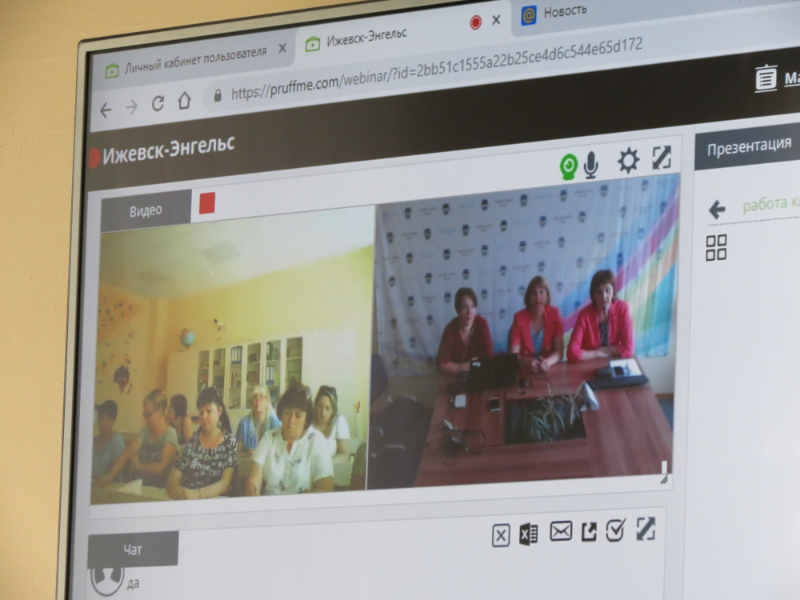 Личный кабинет пользователя
Ижевск-Энгельс
Новость
https://pruffme.com/webinar/?id=2bb51c1555a22b25ce4d6c544e65d172
Ижевск-Энгельс
Видео
Презентация
работа
Чат
да